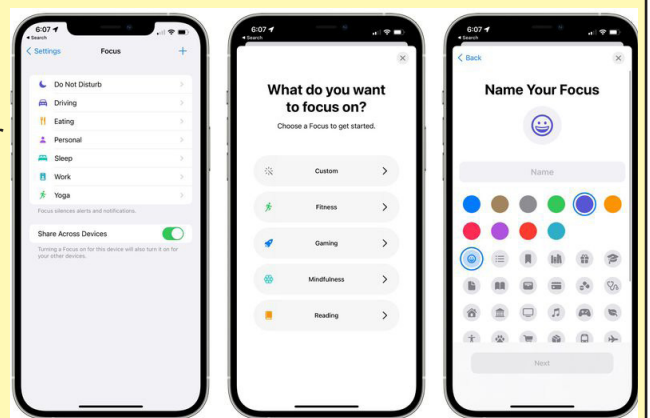 6:07
Search
Settings
Focus
+
Do Not Disturb
Driving
Eating
Personal
Sleep
Work
Yoga
Focus silences alerts and notifications.
Share Across Devices
Turning a Focus on for this device will also turn it on for
your other devices.
6:07
Search
What do you want
to focus on?
Choose a Focus to get started.
Custom
Fitness
Gaming
Mindfulness
Reading
6:07
Search
Back
Name Your Focus
Name
Next